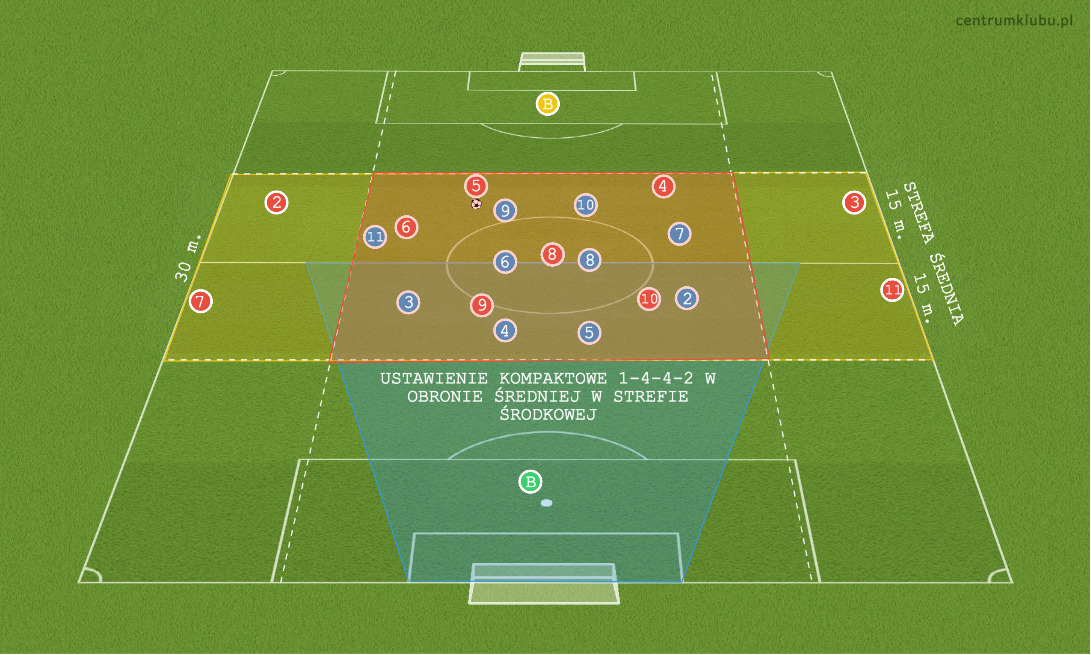 centrumklubu.pl
B
5
4
2
3
9
10
6
11
7
STREFA ŚREDNIA
15 m.
30 m.
8
6
8
15 m.
7
3
9
10
2
11
4
5
USTAWIENIE KOMPAKTOWE 1-4-4-2 W
OBRONIE ŚREDNIEJ W STREFIE
ŚRODKOWEJ
B